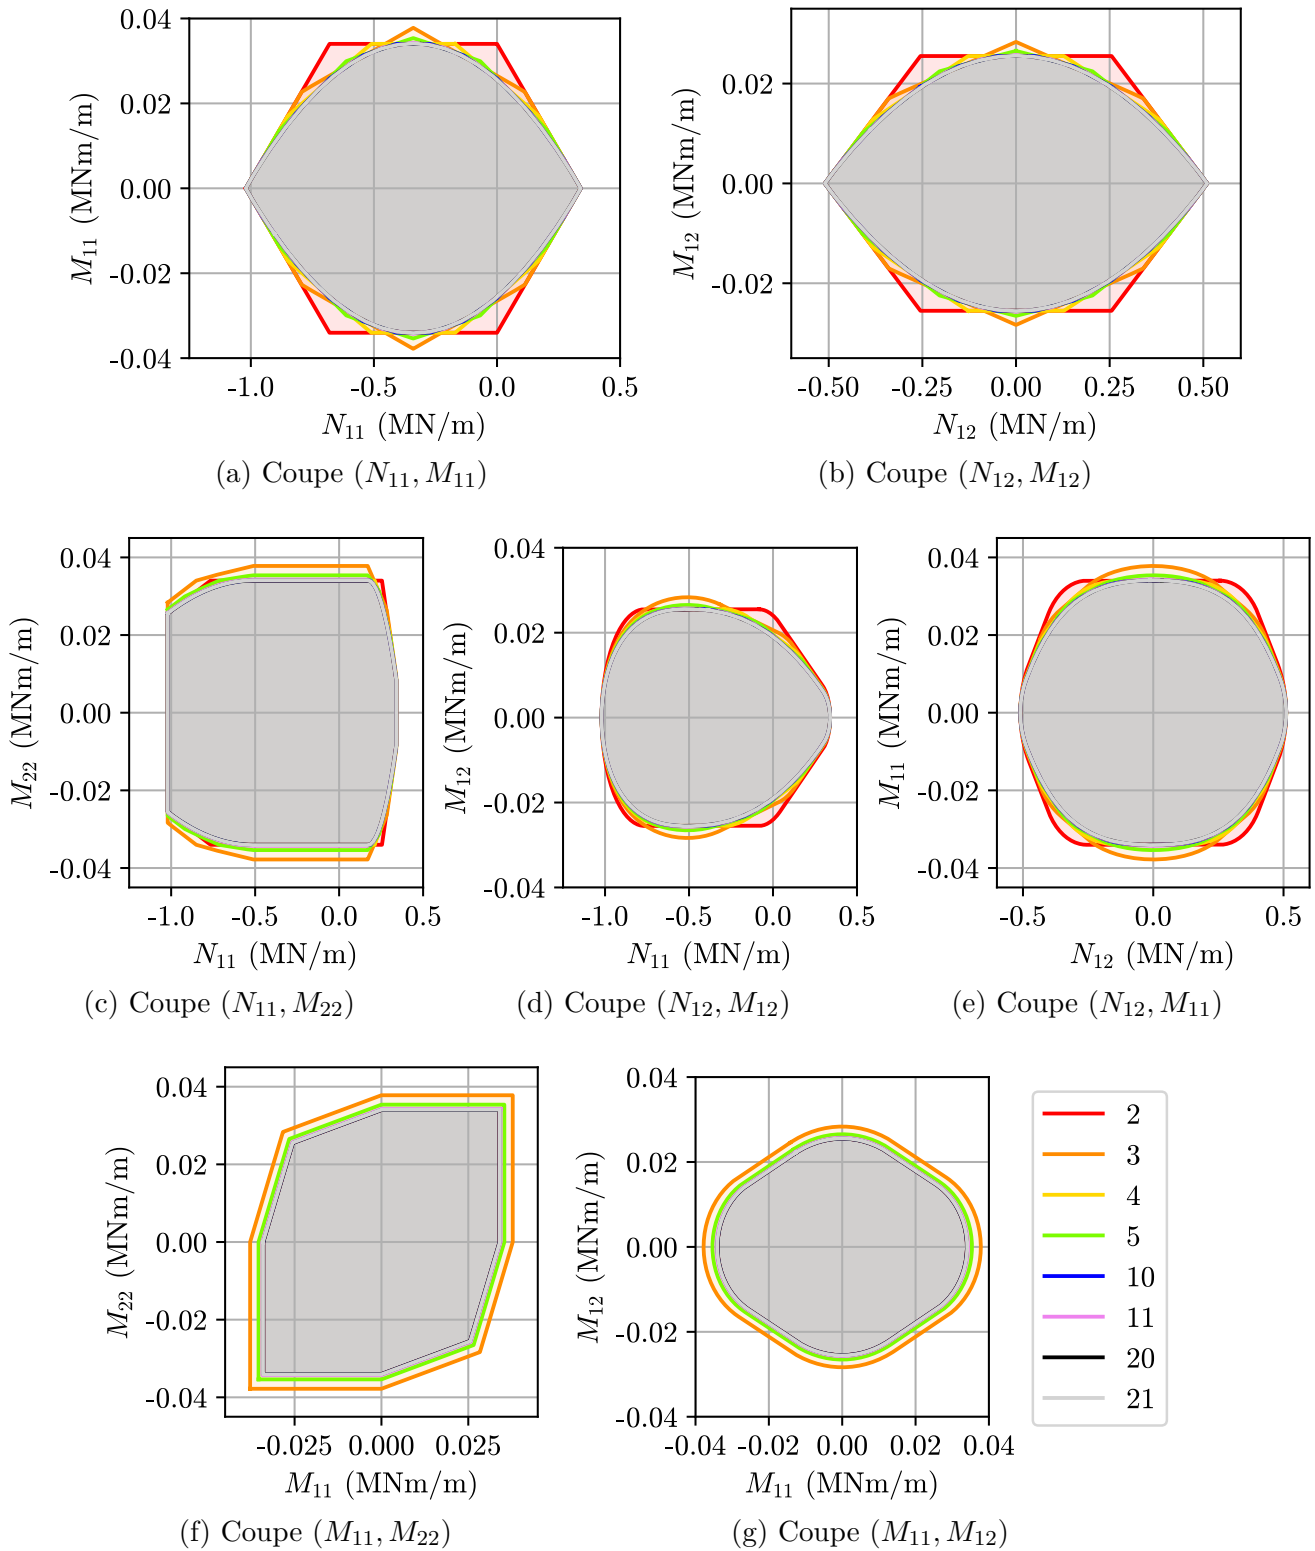 0.04
0.02
0.00
-0.02
-0.04
M₁₁ (MNm/m)
-1.0 -0.5 0.0 0.5
N₁₁ (MN/m)
(a) Coupe (N₁₁, M₁₁)
0.02
0.00
-0.02
M₁₂ (MNm/m)
-0.50 -0.25 0.00 0.25 0.50
N₁₂ (MN/m)
(b) Coupe (N₁₂, M₁₂)
0.04
0.02
0.00
-0.02
-0.04
M₂₂ (MNm/m)
-1.0 -0.5 0.0 0.5
N₁₁ (MN/m)
(c) Coupe (N₁₁, M₂₂)
0.04
0.02
0.00
-0.02
-0.04
M₁₂ (MNm/m)
-1.0 -0.5 0.0 0.5
N₁₁ (MN/m)
(d) Coupe (N₁₂, M₁₂)
0.04
0.02
0.00
-0.02
-0.04
M₁₁ (MNm/m)
-0.5 0.0 0.5
N₁₂ (MN/m)
(e) Coupe (N₁₂, M₁₁)
0.04
0.02
0.00
-0.02
-0.04
M₂₂ (MNm/m)
-0.025 0.000 0.025
M₁₁ (MNm/m)
(f) Coupe (M₁₁, M₂₂)
0.04
0.02
0.00
-0.02
-0.04
M₁₂ (MNm/m)
-0.04 -0.02 0.00 0.02 0.04
M₁₁ (MNm/m)
(g) Coupe (M₁₁, M₁₂)
2
3
4
5
10
11
20
21